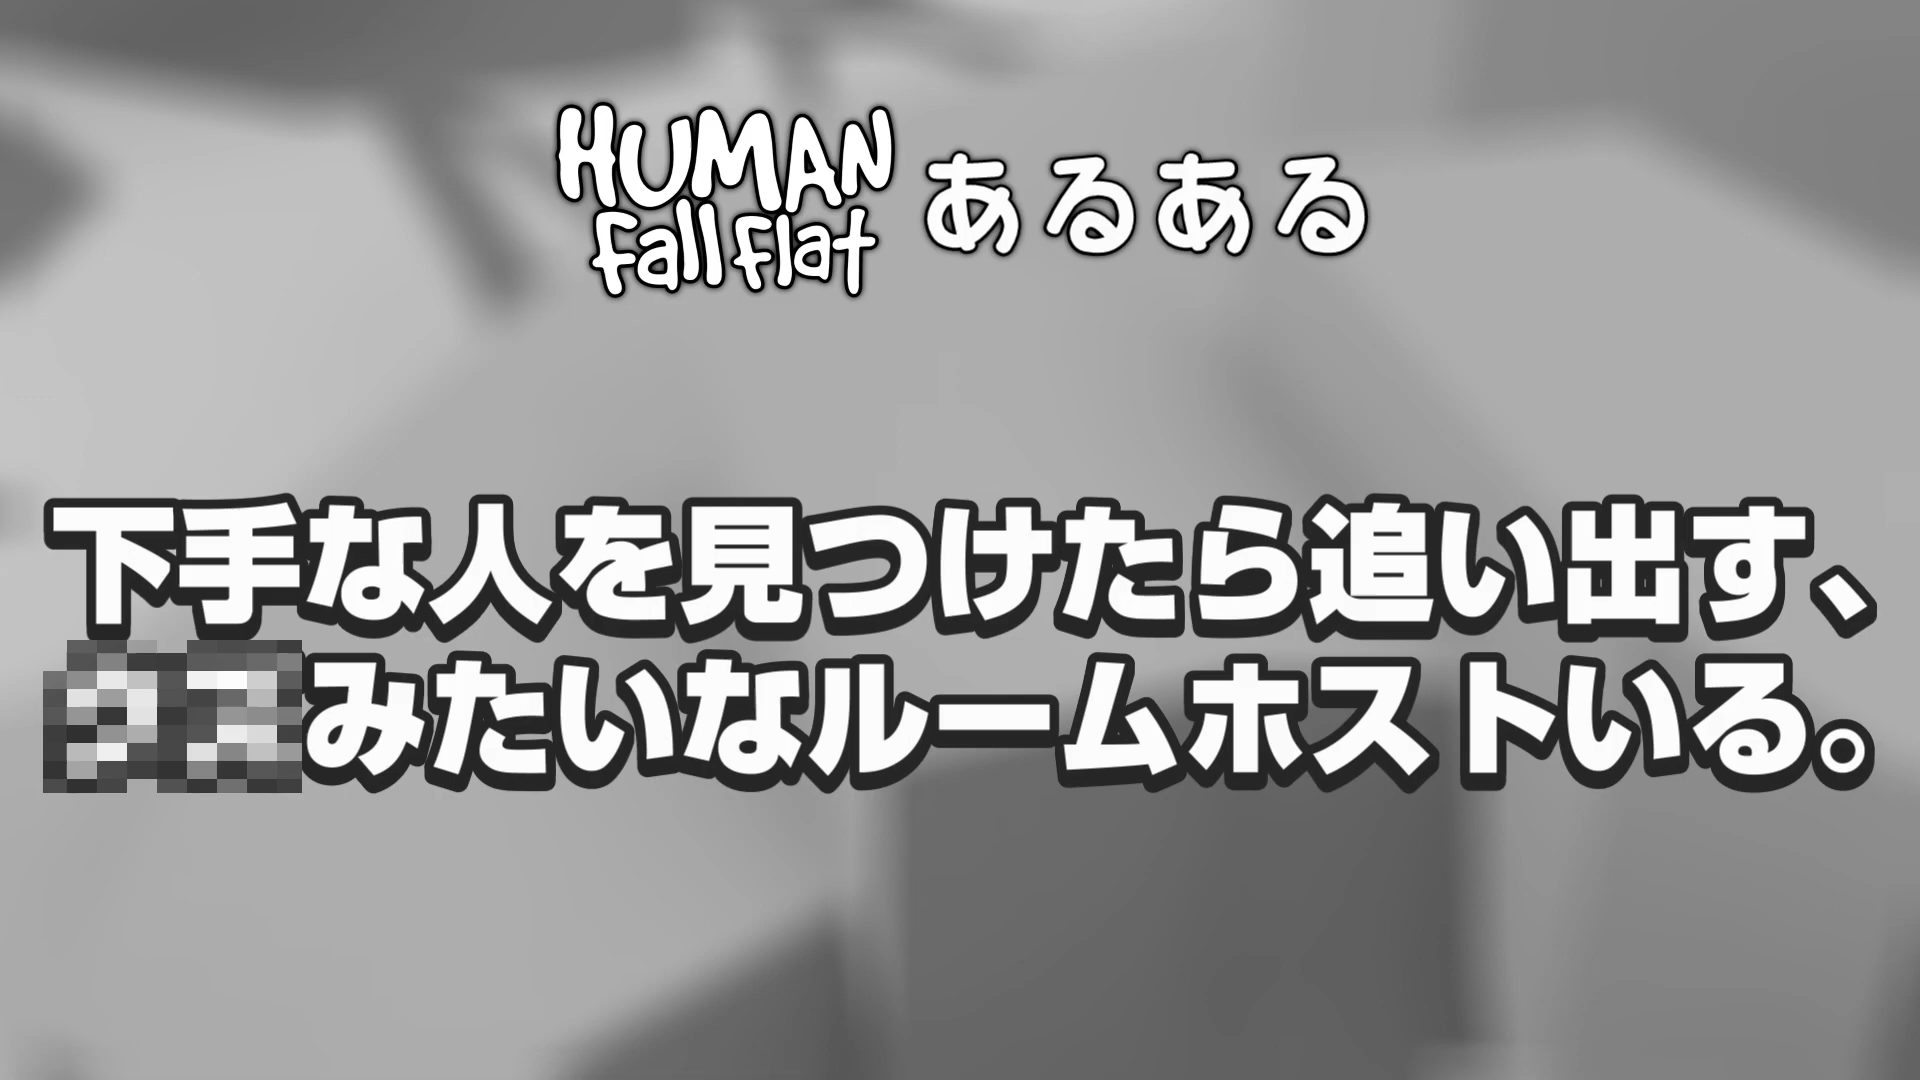 HUMAN
fall flat
あるある
下手な人を見つけたら追い出す、
みたいなルームホストいる。